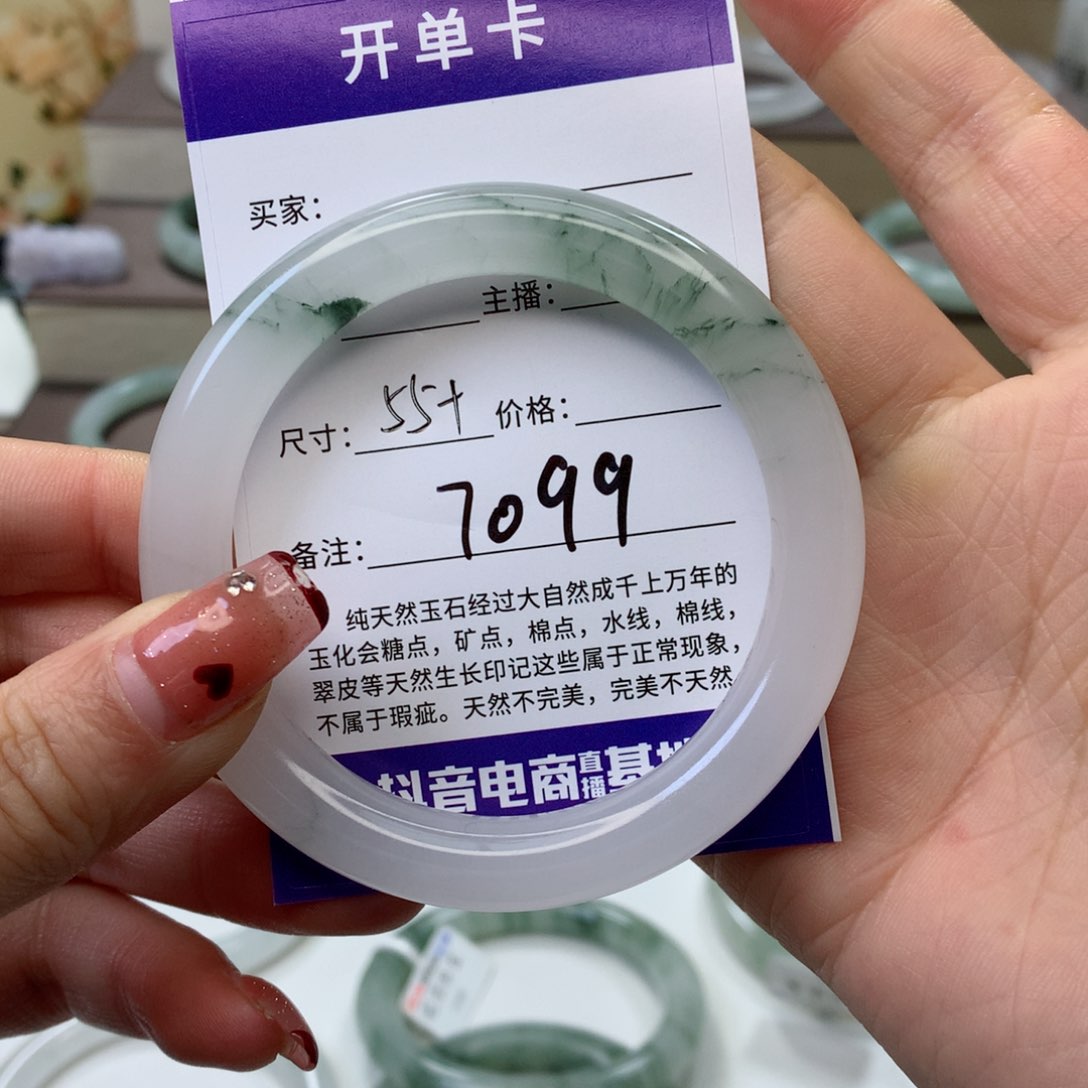 开单卡
买家：
主播：
尺寸：55+ 价格：
7099
备注：
纯天然玉石经过大自然成千上万年的
玉化会糖点，矿点，棉点，水线，棉线，
翠皮等天然生长印记这些属于正常现象，
不属于瑕疵。天然不完美，完美不天然
抖音电商直播基地